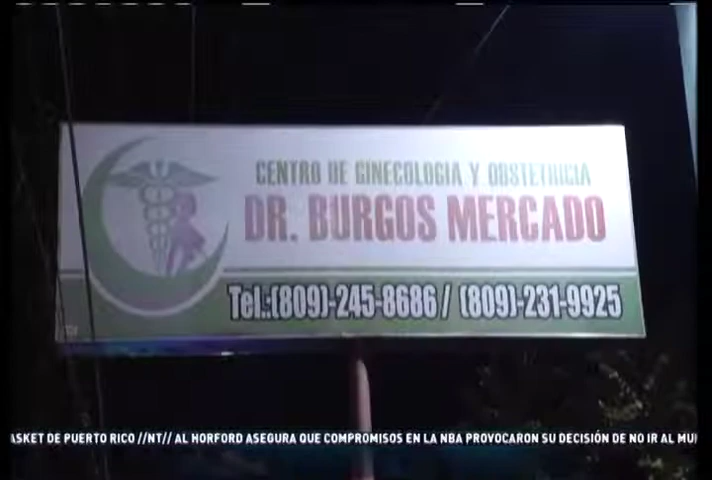 CENTRO DE GINECOLOGIA Y OBSTETRICIA
DR. BURGOS MERCADO
Tel.:(809)-245-8686 / (809)-231-9925
ASKET DE PUERTO RICO //NT// AL HORFORD ASEGURA QUE COMPROMISOS EN LA NBA PROVOCARON SU DECISIÓN DE NO IR AL MU